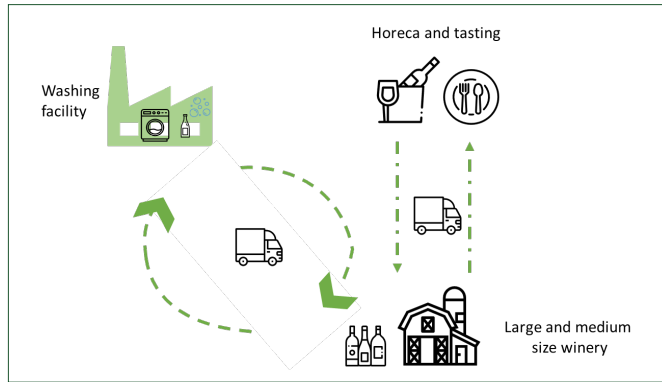 Horeca and tasting
Washing
facility
Large and medium
size winery